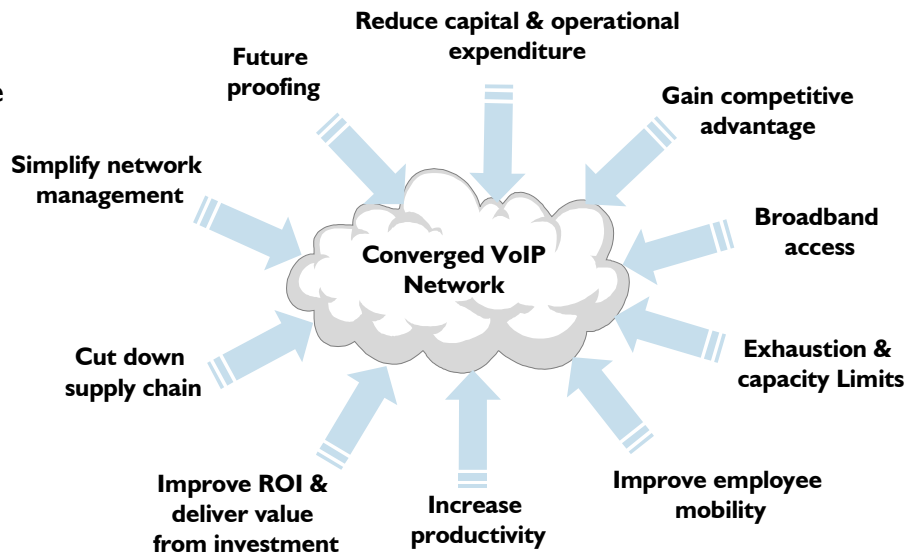 Reduce capital & operational
expenditure
Future
proofing
Gain competitive
advantage
Simplify network
management
Broadband
access
Converged VoIP
Network
Cut down
supply chain
Exhaustion &
capacity Limits
Improve ROI &
deliver value
from investment
Increase
productivity
Improve employee
mobility